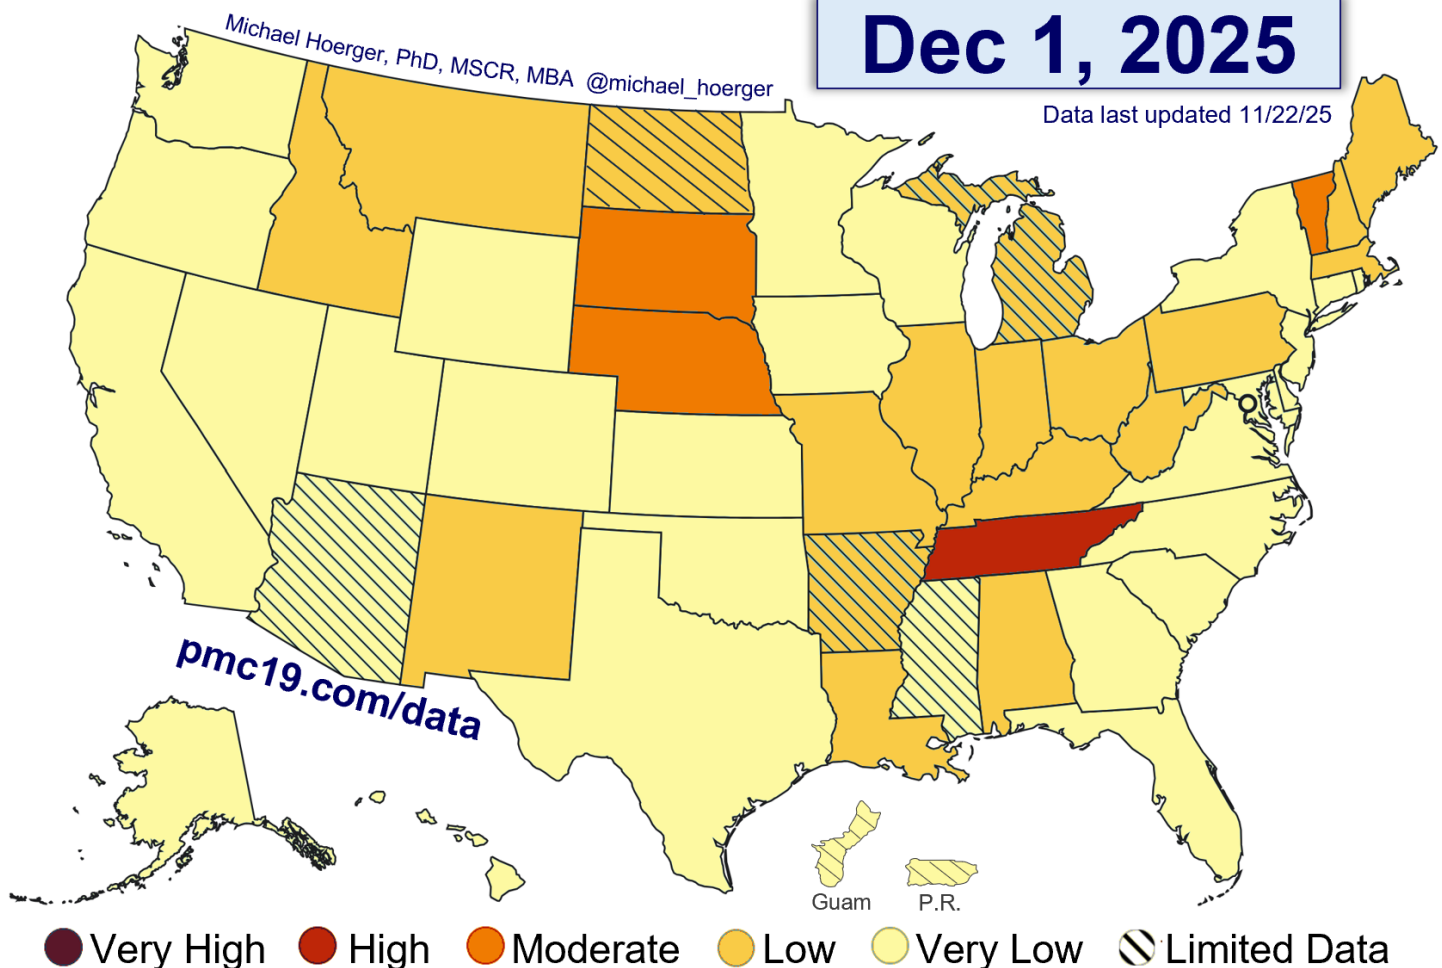 Dec 1, 2025
Michael Hoerger, PhD, MSCR, MBA @michael_hoerger
Data last updated 11/22/25
pmc19.com/data
Guam
P.R.
Very High
High
Moderate
Low
Very Low
Limited Data